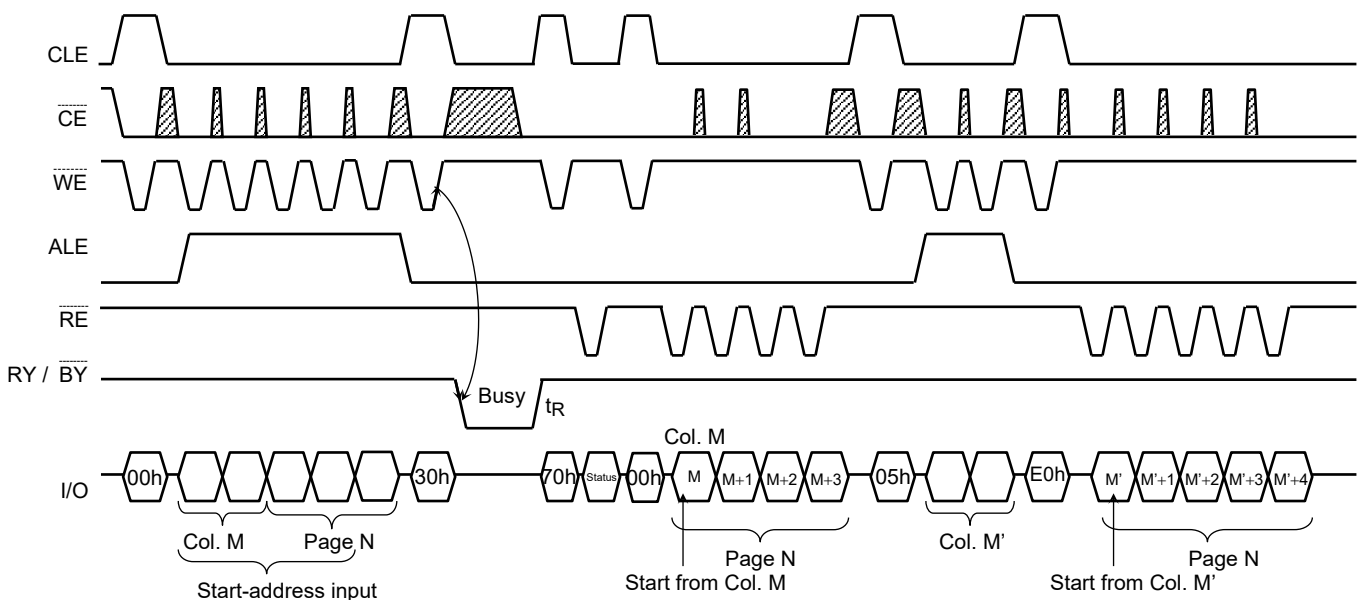 CLE
CE
WE
ALE
RE
RY / BY
Busy
tR
Col. M
I/O
00h
30h
70h
Status
00h
M
M+1
M+2
M+3
05h
E0h
M'
M'+1
M'+2
M'+3
M'+4
Col. M
Page N
Page N
Col. M’
Page N
Start-address input
Start from Col. M
Start from Col. M’